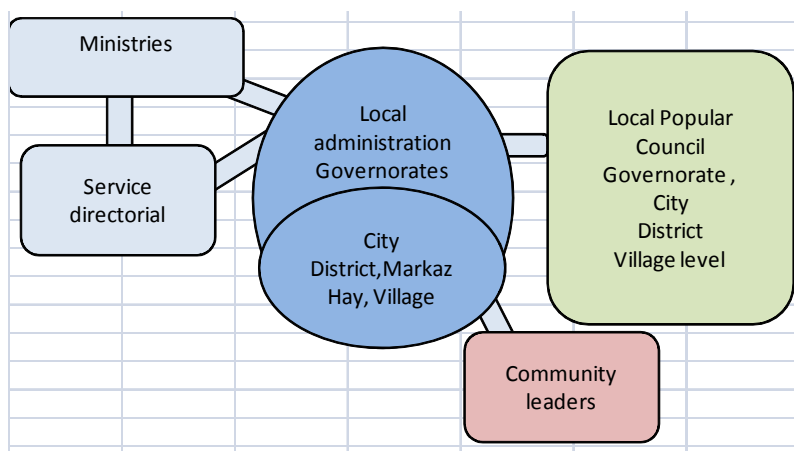 Ministries
Service
directorial
Local
administration
Governorates
City
District,Markaz
Hay, Village
Local Popular
Council
Governorate ,
City
District
Village level
Community
leaders